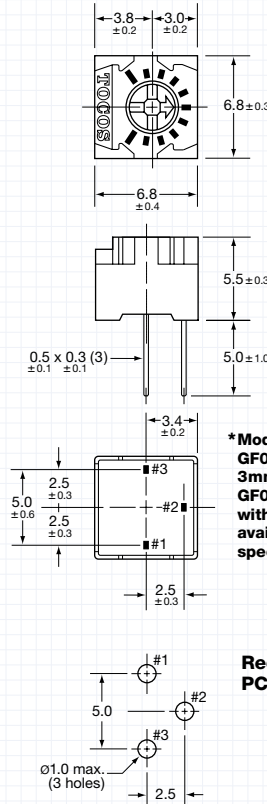 3.8 3.0
±0.2 ±0.2
TOCOS
6.8±0.3
6.8
±0.4
5.5±0.3
0.5 x 0.3 (3)
±0.1 ±0.1
5.0±1.0
3.4
±0.2
#3
2.5
±0.3
5.0
±0.6
#2
2.5
±0.3
#1
2.5
±0.3
*Mod
GF0
3mm
GF0
with
avai
spec
#1
Re
PC
#2
5.0
#3
Ø1.0 max.
(3 holes)
2.5